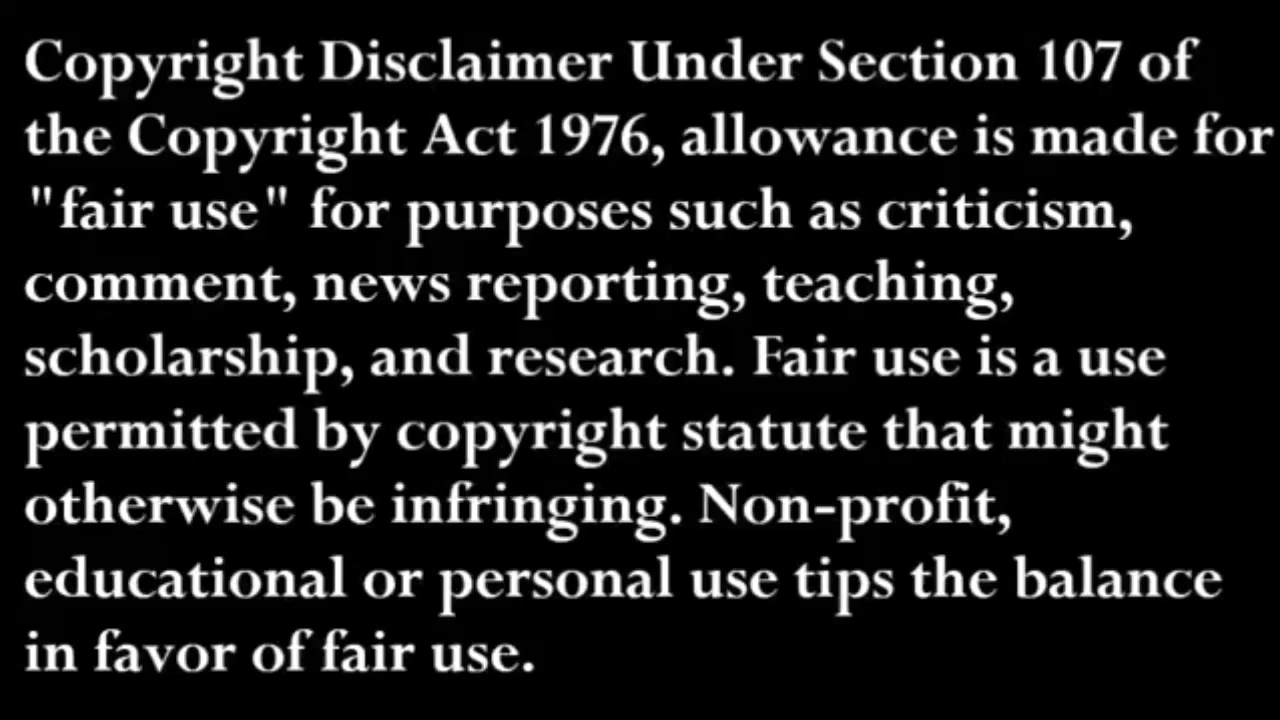 Copyright Disclaimer Under Section 107 of
the Copyright Act 1976, allowance is made for
"fair use" for purposes such as criticism,
comment, news reporting, teaching,
scholarship, and research. Fair use is a use
permitted by copyright statute that might
otherwise be infringing. Non-profit,
educational or personal use tips the balance
in favor of fair use.